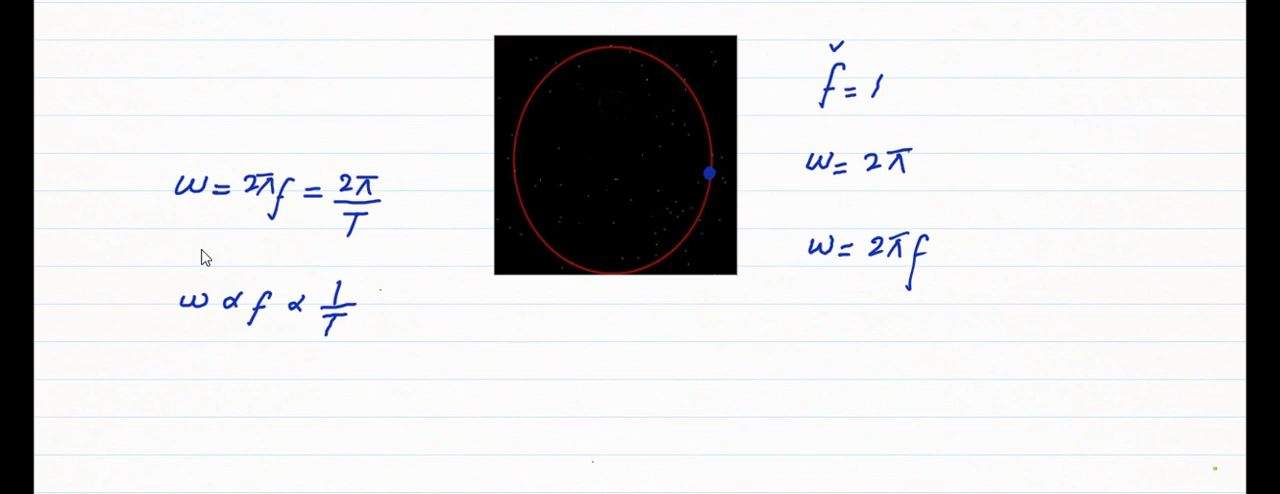 ω = 2πf = 2π/T
ω ∝ f ∝ 1/T
f = 1
ω = 2π
ω = 2πf